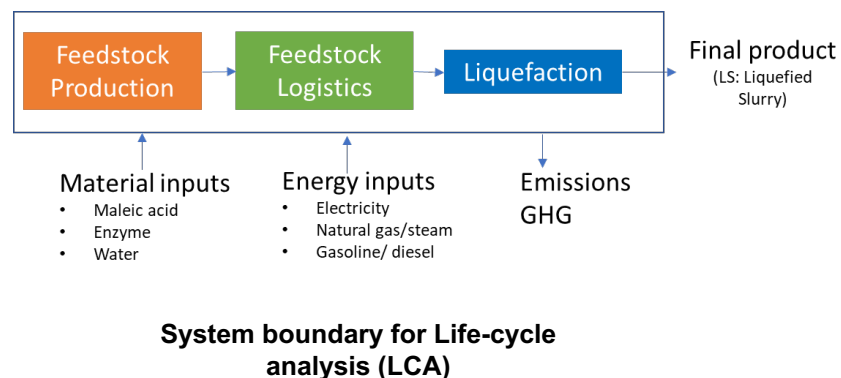 Feedstock
Production
Feedstock
Logistics
Liquefaction
Final product
(LS: Liquefied
Slurry)
Material inputs
• Maleic acid
• Enzyme
• Water
Energy inputs
• Electricity
• Natural gas/steam
• Gasoline/ diesel
Emissions
GHG
System boundary for Life-cycle
analysis (LCA)